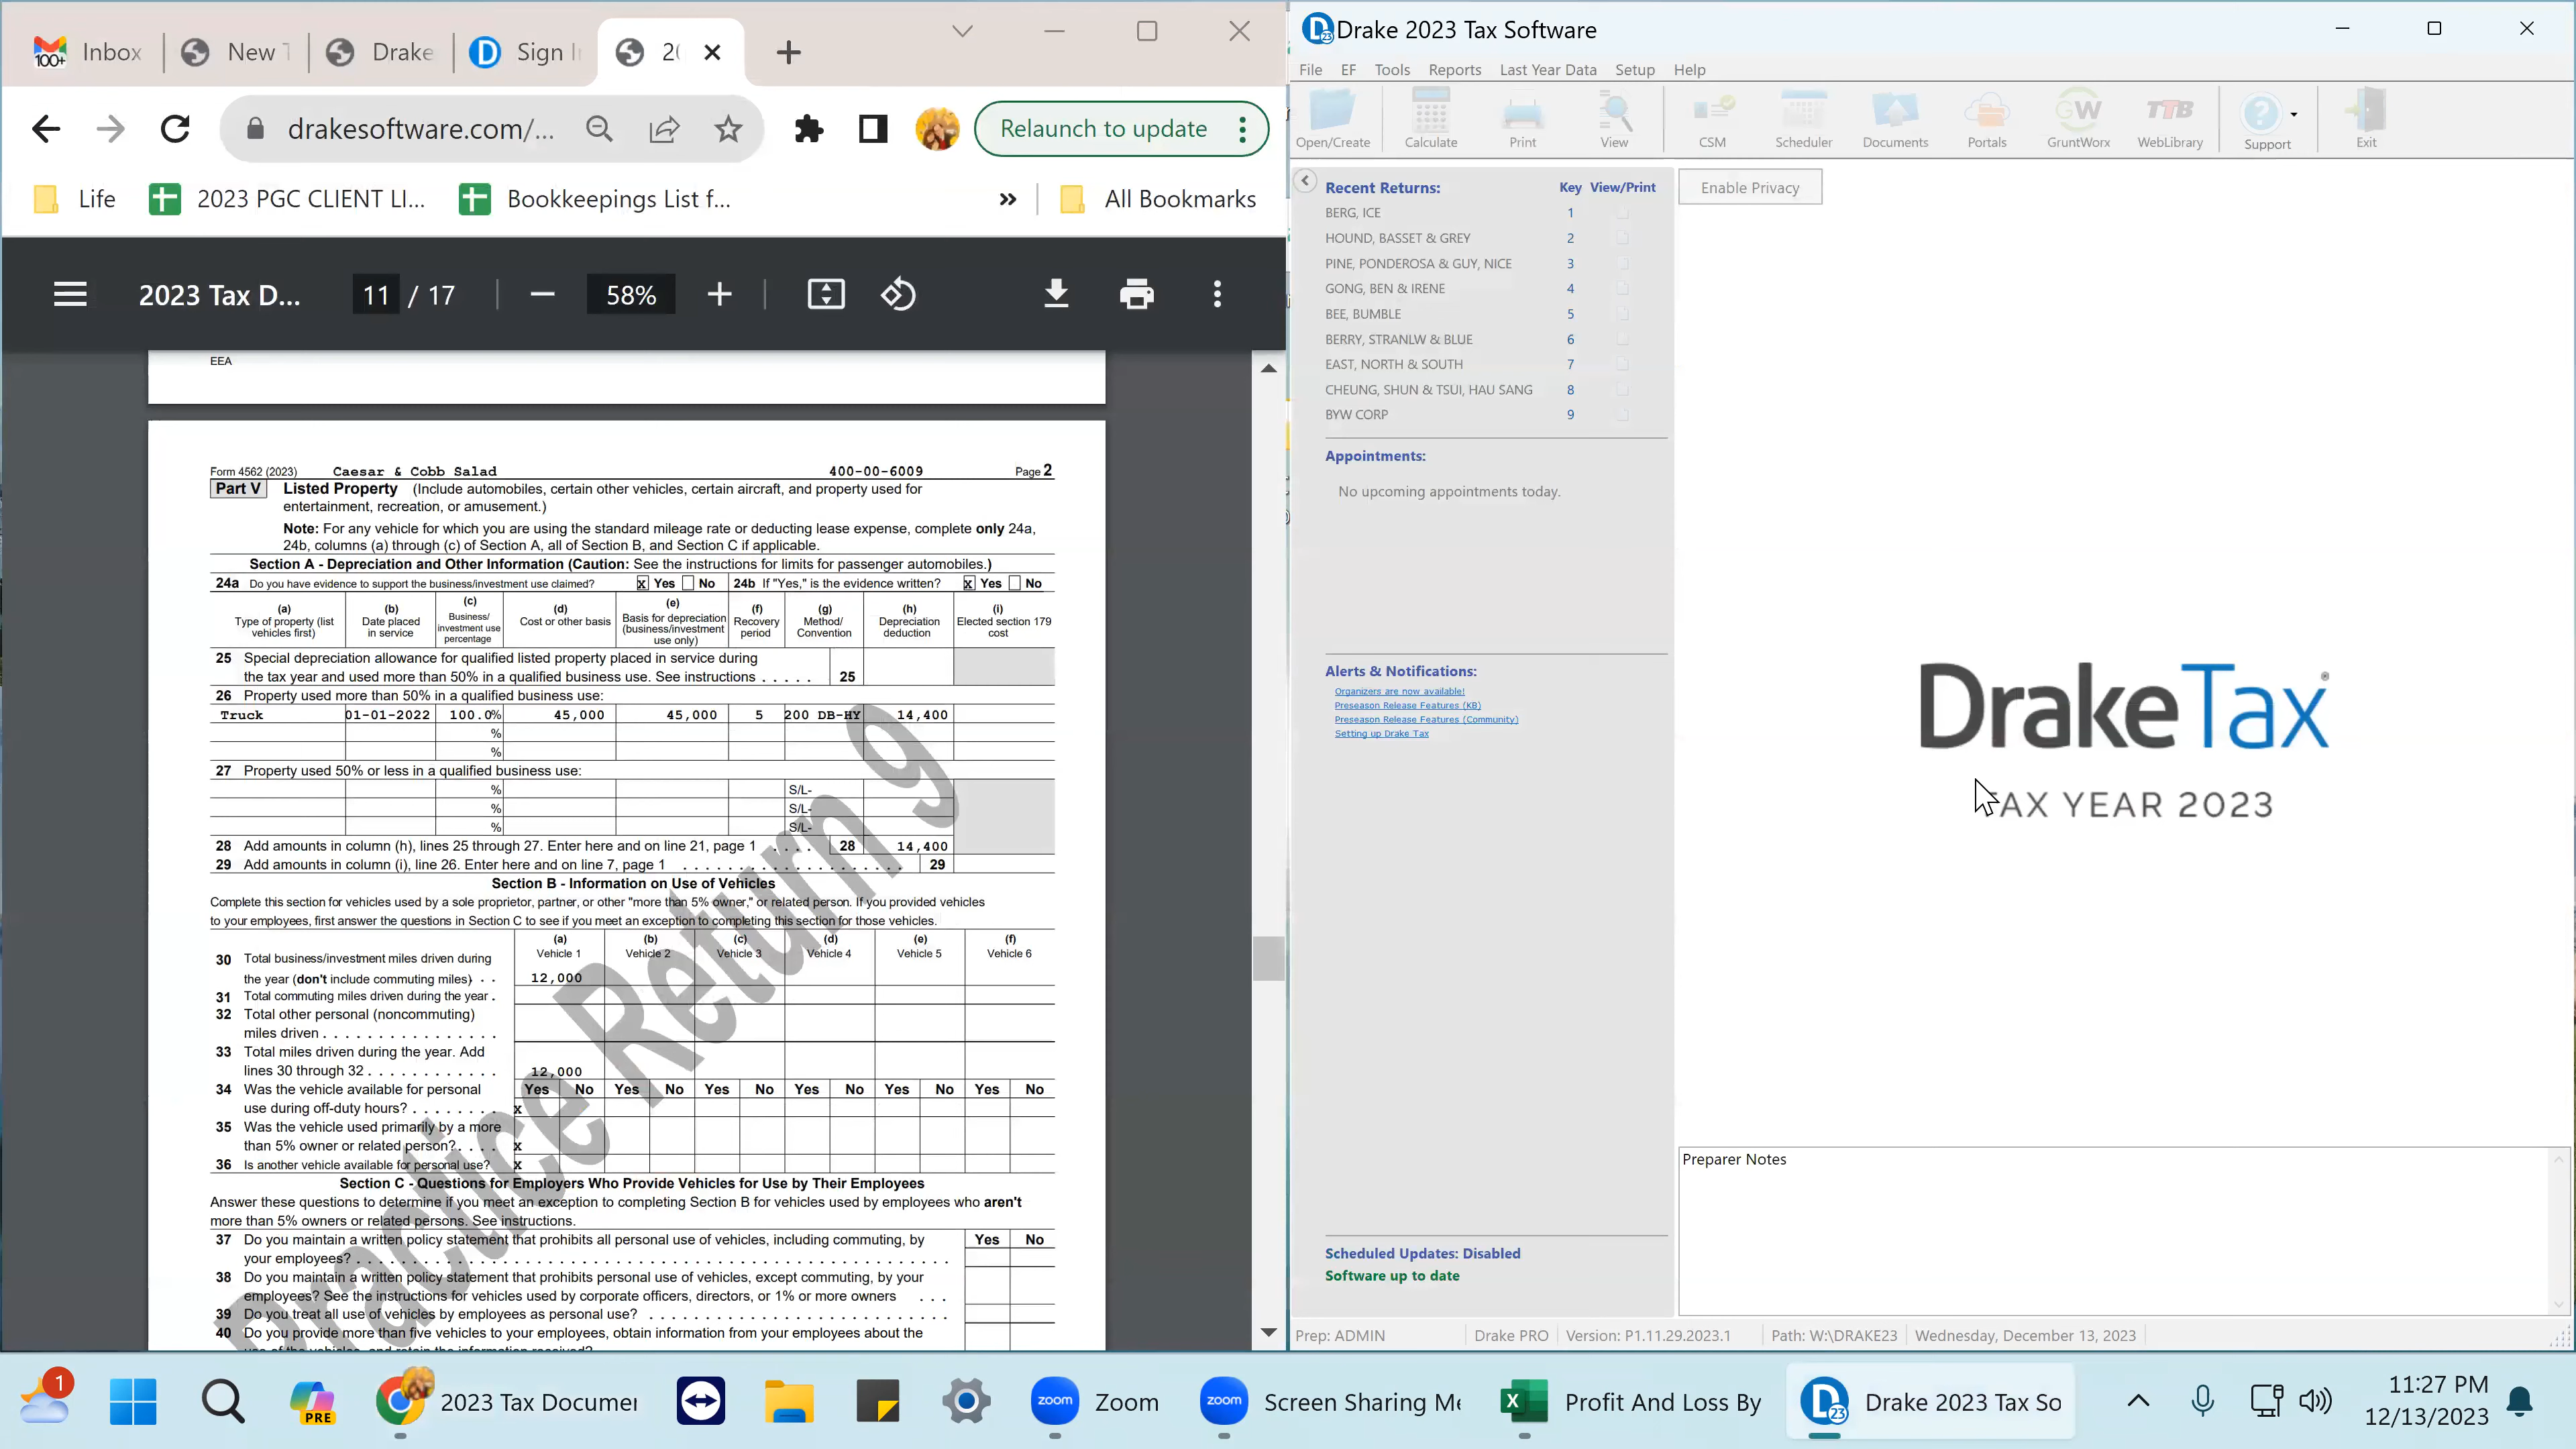 Inbox
New T
Drake
Sign I
20
drakesoftware.com/...
Relaunch to update
Life
2023 PGC CLIENT LI...
Bookkeepings List f...
»
All Bookmarks
2023 Tax D...
11 / 17
58%
EEA
Form 4562 (2023) Caesar & Cobb Salad 400-00-6009 Page 2
Part V Listed Property (Include automobiles, certain other vehicles, certain aircraft, and property used for
entertainment, recreation, or amusement.)
Note: For any vehicle for which you are using the standard mileage rate or deducting lease expense, complete only 24a,
24b, columns (a) through (c) of Section A, all of Section B, and Section C if applicable.
Section A - Depreciation and Other Information (Caution: See the instructions for limits for passenger automobiles.)
24a Do you have evidence to support the business/investment use claimed? x Yes No 24b If "Yes," is the evidence written? x Yes No
(a) Type of property (list vehicles first)
(b) Date placed in service
(c) Business/ investment use percentage
(d) Cost or other basis
(e) Basis for depreciation (business/investment use only)
(f) Recovery period
(g) Method/ Convention
(h) Depreciation deduction
(i) Elected section 179 cost
25 Special depreciation allowance for qualified listed property placed in service during
the tax year and used more than 50% in a qualified business use. See instructions . . . . . 25
26 Property used more than 50% in a qualified business use:
Truck 01-01-2022 100.0% 45,000 45,000 5 200 DB-HY 14,400
%
%
27 Property used 50% or less in a qualified business use:
% S/L-
% S/L-
% S/L-
28 Add amounts in column (h), lines 25 through 27. Enter here and on line 21, page 1 . . . . 28 14,400
29 Add amounts in column (i), line 26. Enter here and on line 7, page 1 . . . . . . . . . . . . . . . . . . . 29
Section B - Information on Use of Vehicles
Complete this section for vehicles used by a sole proprietor, partner, or other "more than 5% owner," or related person. If you provided vehicles
to your employees, first answer the questions in Section C to see if you meet an exception to completing this section for those vehicles.
(a) Vehicle 1
(b) Vehicle 2
(c) Vehicle 3
(d) Vehicle 4
(e) Vehicle 5
(f) Vehicle 6
30 Total business/investment miles driven during
the year (don't include commuting miles) . . 12,000
31 Total commuting miles driven during the year .
32 Total other personal (noncommuting)
miles driven . . . . . . . . . . . . . . .
33 Total miles driven during the year. Add
lines 30 through 32 . . . . . . . . . . . 12,000
34 Was the vehicle available for personal Yes No Yes No Yes No Yes No Yes No Yes No
use during off-duty hours? . . . . . . . . x
35 Was the vehicle used primarily by a more
than 5% owner or related person? . . . . x
36 Is another vehicle available for personal use? x
Section C - Questions for Employers Who Provide Vehicles for Use by Their Employees
Answer these questions to determine if you meet an exception to completing Section B for vehicles used by employees who aren't
more than 5% owners or related persons. See instructions.
37 Do you maintain a written policy statement that prohibits all personal use of vehicles, including commuting, by Yes No
your employees? . . . . . . . . . . . . . . . . . . . . . . . . . . . . . . . . . . . . . . . . . . .
38 Do you maintain a written policy statement that prohibits personal use of vehicles, except commuting, by your
employees? See the instructions for vehicles used by corporate officers, directors, or 1% or more owners . . .
39 Do you treat all use of vehicles by employees as personal use? . . . . . . . . . . . . . . . . . . . . . .
40 Do you provide more than five vehicles to your employees, obtain information from your employees about the
use of the vehicles, and retain the information received?
Practice Return 9
Drake 2023 Tax Software
File EF Tools Reports Last Year Data Setup Help
Open/Create Calculate Print View CSM Scheduler Documents Portals GruntWorx WebLibrary Support Exit
GW
TTB
Recent Returns: Key View/Print
BERG, ICE 1
HOUND, BASSET & GREY 2
PINE, PONDEROSA & GUY, NICE 3
GONG, BEN & IRENE 4
BEE, BUMBLE 5
BERRY, STRANLW & BLUE 6
EAST, NORTH & SOUTH 7
CHEUNG, SHUN & TSUI, HAU SANG 8
BYW CORP 9
Enable Privacy
Appointments:
No upcoming appointments today.
Alerts & Notifications:
Organizers are now available!
Preseason Release Features (KB)
Preseason Release Features (Community)
Setting up Drake Tax
DrakeTax
TAX YEAR 2023
Preparer Notes
Scheduled Updates: Disabled
Software up to date
Prep: ADMIN Drake PRO Version: P1.11.29.2023.1 Path: W:\DRAKE23 Wednesday, December 13, 2023
1
PRE
2023 Tax Documen
zoom Zoom
zoom Screen Sharing Me
Profit And Loss By
Drake 2023 Tax So
11:27 PM
12/13/2023